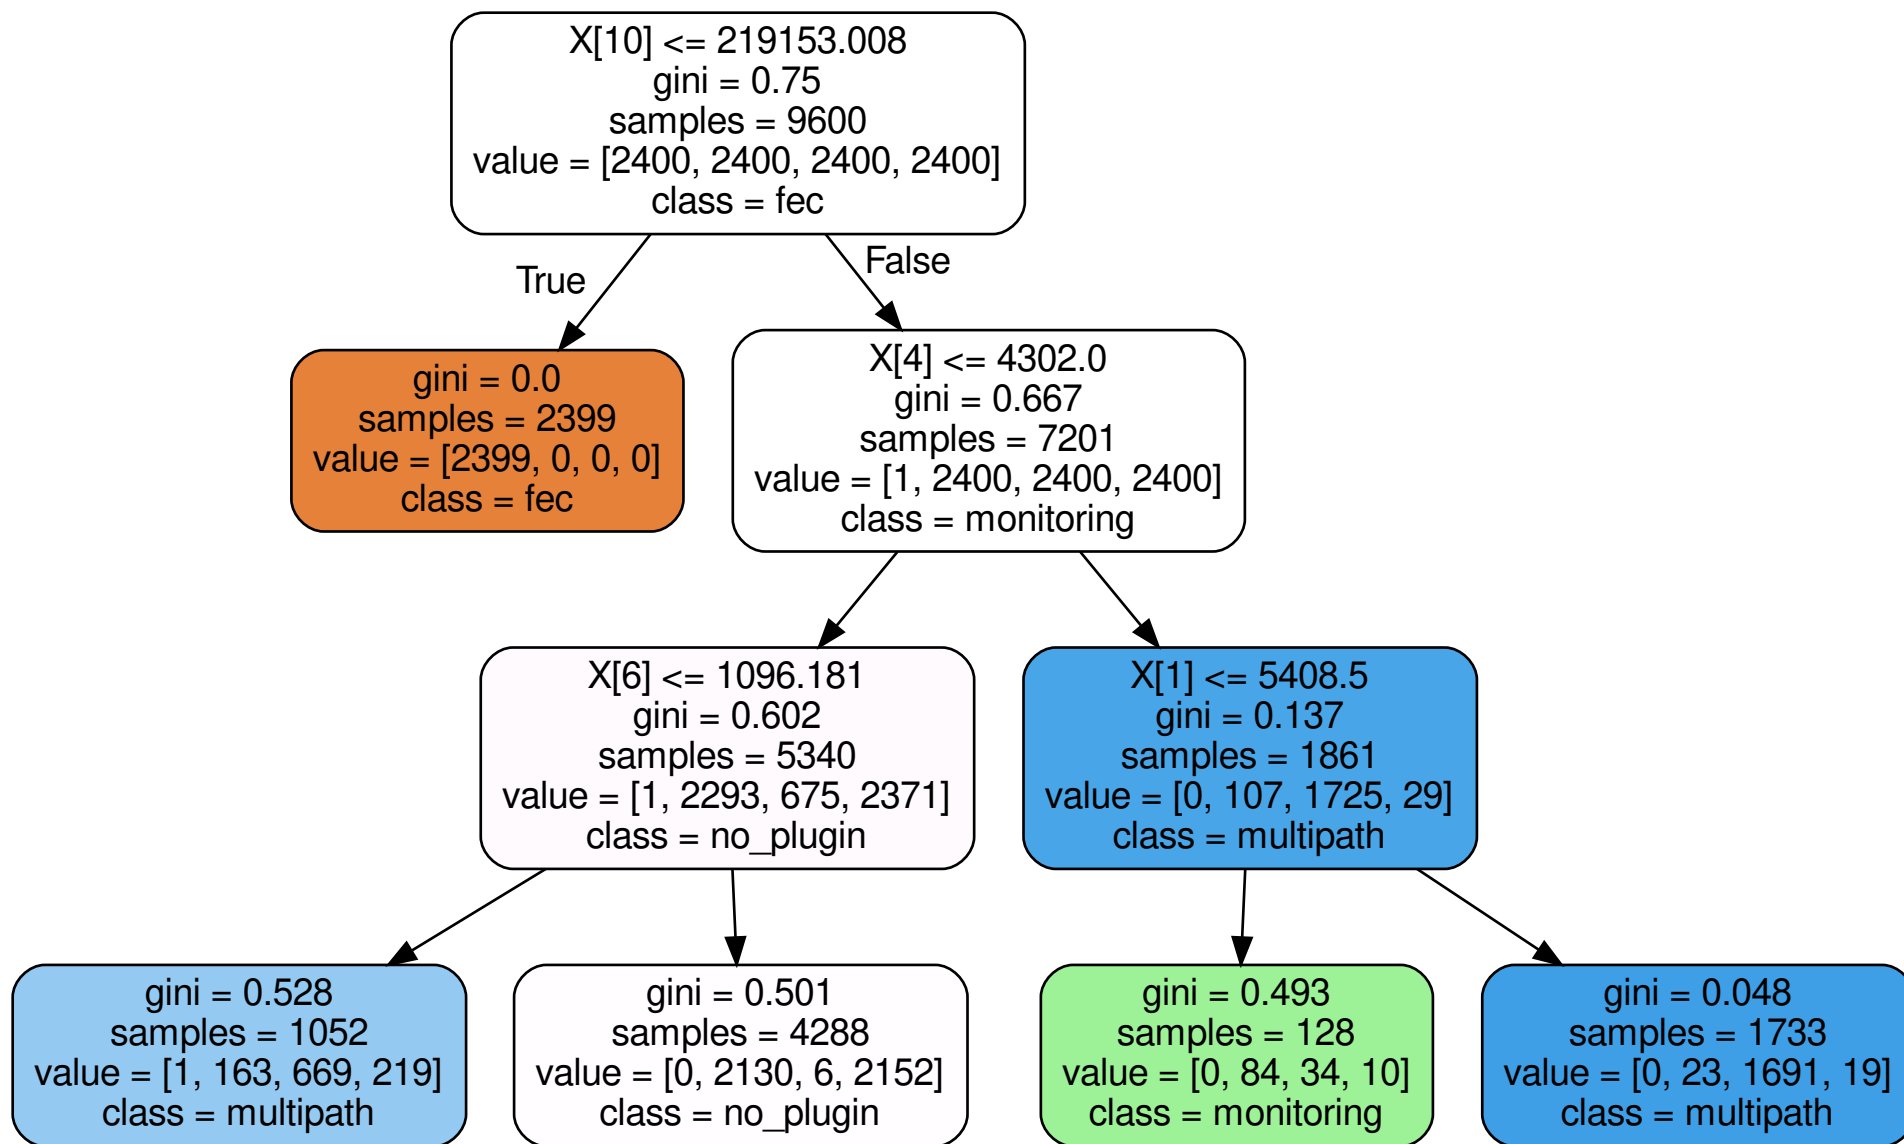 X[10] <= 219153.008
gini = 0.75
samples = 9600
value = [2400, 2400, 2400, 2400]
class = fec
True
False
gini = 0.0
samples = 2399
value = [2399, 0, 0, 0]
class = fec
X[4] <= 4302.0
gini = 0.667
samples = 7201
value = [1, 2400, 2400, 2400]
class = monitoring
X[6] <= 1096.181
gini = 0.602
samples = 5340
value = [1, 2293, 675, 2371]
class = no_plugin
X[1] <= 5408.5
gini = 0.137
samples = 1861
value = [0, 107, 1725, 29]
class = multipath
gini = 0.528
samples = 1052
value = [1, 163, 669, 219]
class = multipath
gini = 0.501
samples = 4288
value = [0, 2130, 6, 2152]
class = no_plugin
gini = 0.493
samples = 128
value = [0, 84, 34, 10]
class = monitoring
gini = 0.048
samples = 1733
value = [0, 23, 1691, 19]
class = multipath